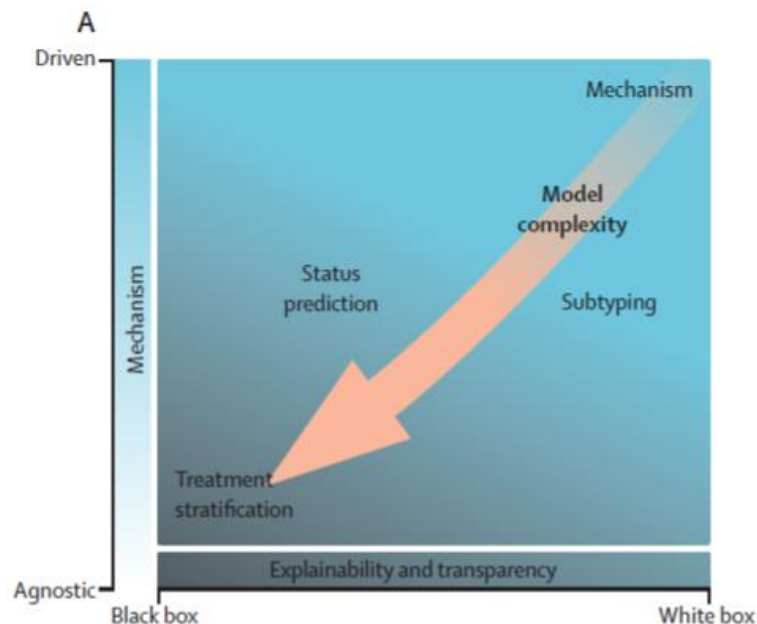 A
Driven
Mechanism
Mechanism
Model
complexity
Status
prediction
Subtyping
Treatment
stratification
Explainability and transparency
Agnostic
Black box
White box